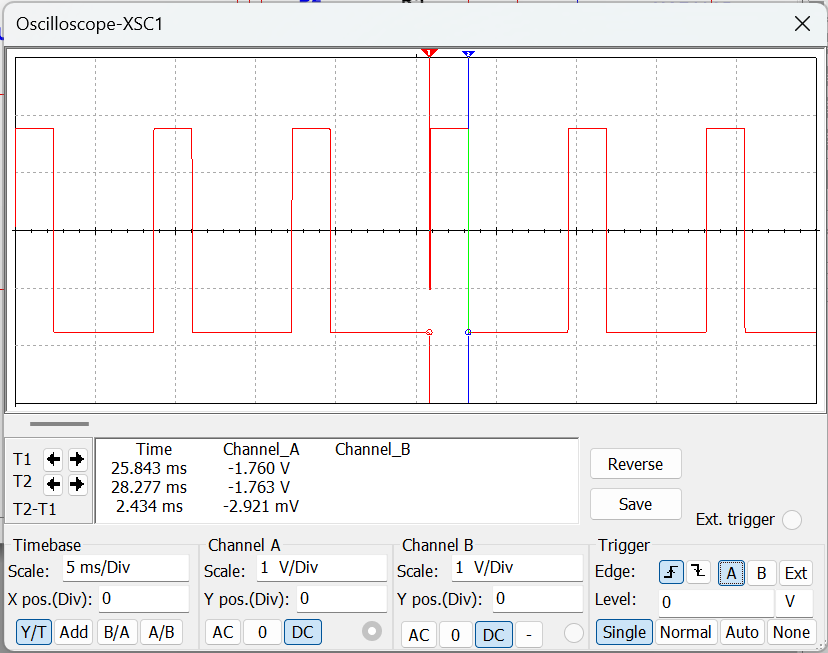 Oscilloscope-XSC1
1
2
T1
T2
T2-T1
Time Channel_A Channel_B
25.843 ms -1.760 V
28.277 ms -1.763 V
2.434 ms -2.921 mV
Reverse
Save
Ext. trigger
Timebase
Scale: 5 ms/Div
X pos.(Div): 0
Y/T Add B/A A/B
Channel A
Scale: 1 V/Div
Y pos.(Div): 0
AC 0 DC
Channel B
Scale: 1 V/Div
Y pos.(Div): 0
AC 0 DC -
Trigger
Edge: A B Ext
Level: 0 V
Single Normal Auto None